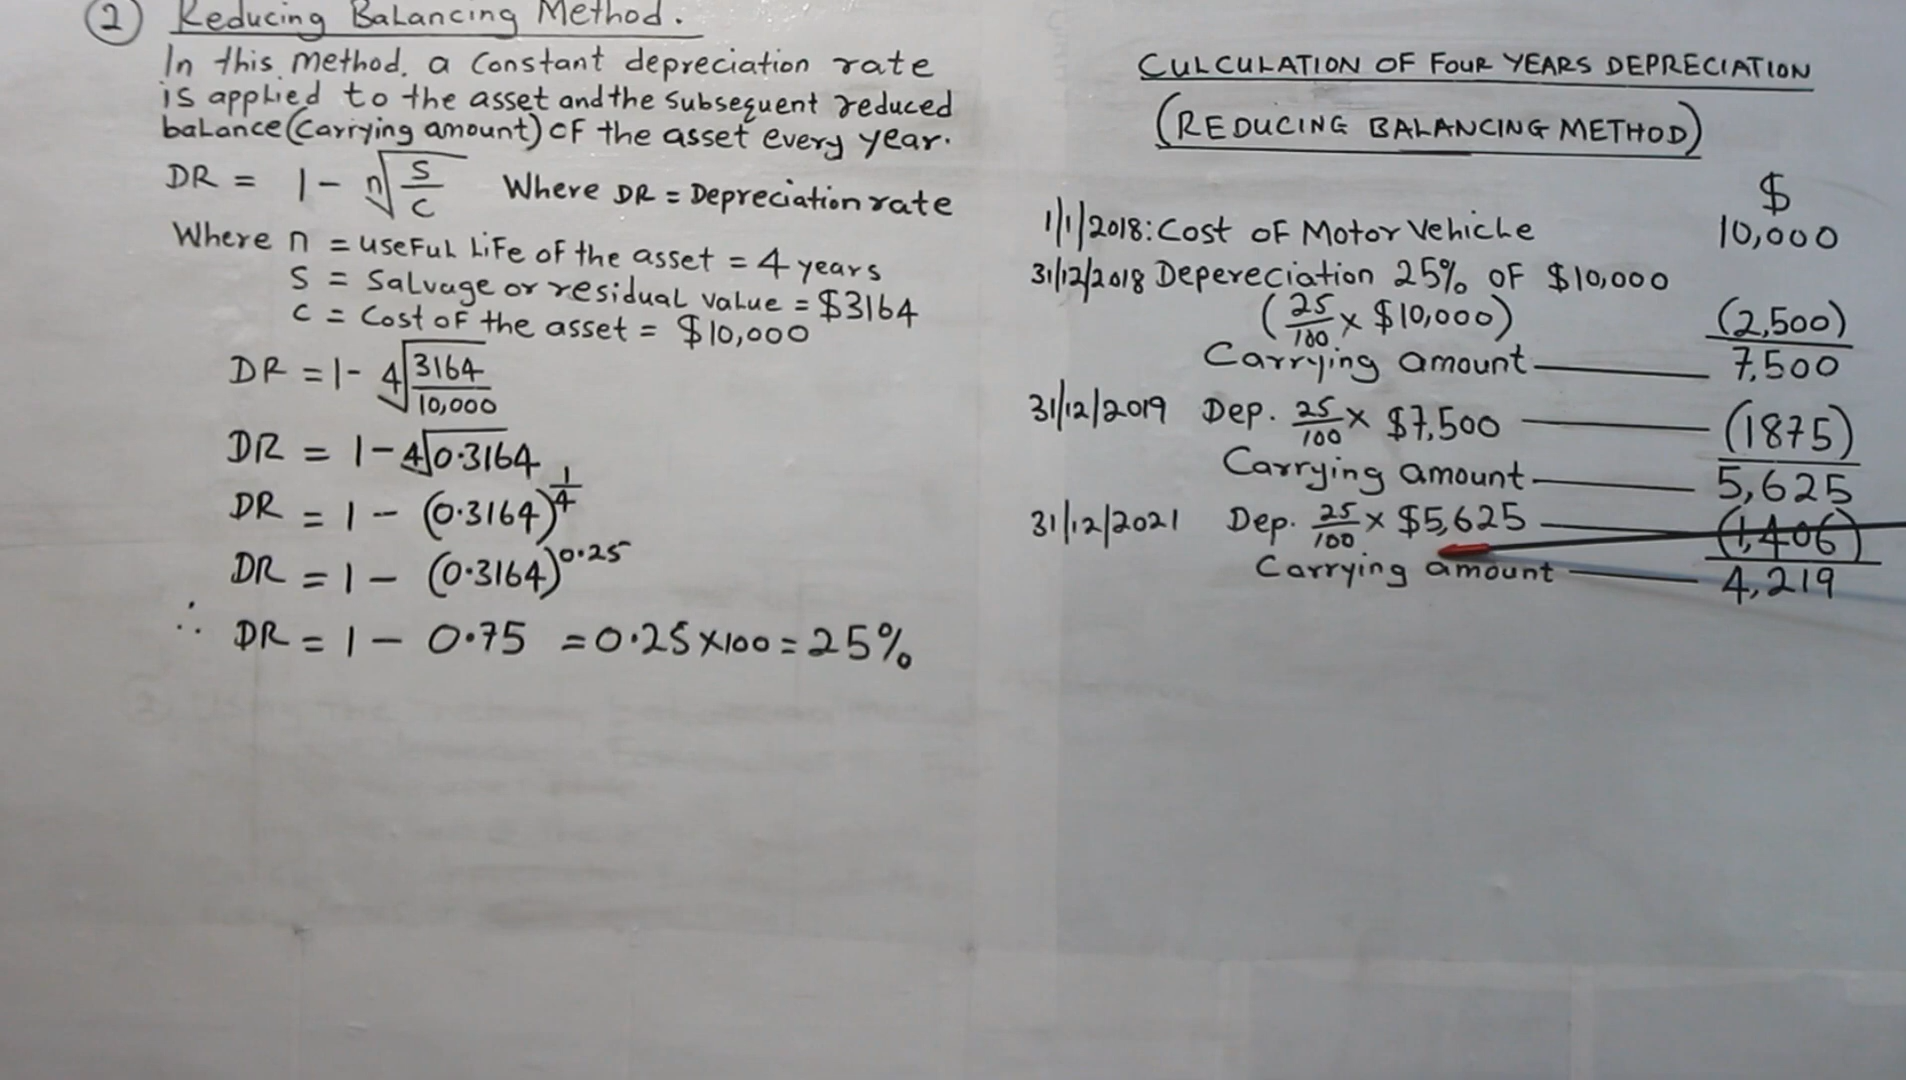 2 Reducing Balancing Method.
In this method, a constant depreciation rate
is applied to the asset and the subsequent reduced
balance (carrying amount) of the asset every year.
DR = 1 - ⁿ√(S/C) Where DR = Depreciation rate
Where n = useful life of the asset = 4 years
S = Salvage or residual value = $3164
C = Cost of the asset = $10,000
DR = 1 - ⁴√(3164/10,000)
DR = 1 - ⁴√0.3164
DR = 1 - (0.3164)^1/4
DR = 1 - (0.3164)^0.25
∴ DR = 1 - 0.75 = 0.25 x 100 = 25%
CULCULATION OF FOUR YEARS DEPRECIATION
(REDUCING BALANCING METHOD)
$
1/1/2018: Cost of Motor Vehicle 10,000
31/12/2018 Depereciation 25% OF $10,000
(25/100 x $10,000) (2,500)
Carrying amount 7,500
31/12/2019 Dep. 25/100 x $7,500 (1875)
Carrying amount 5,625
31/12/2021 Dep. 25/100 x $5,625 (1,406)
Carrying amount 4,219